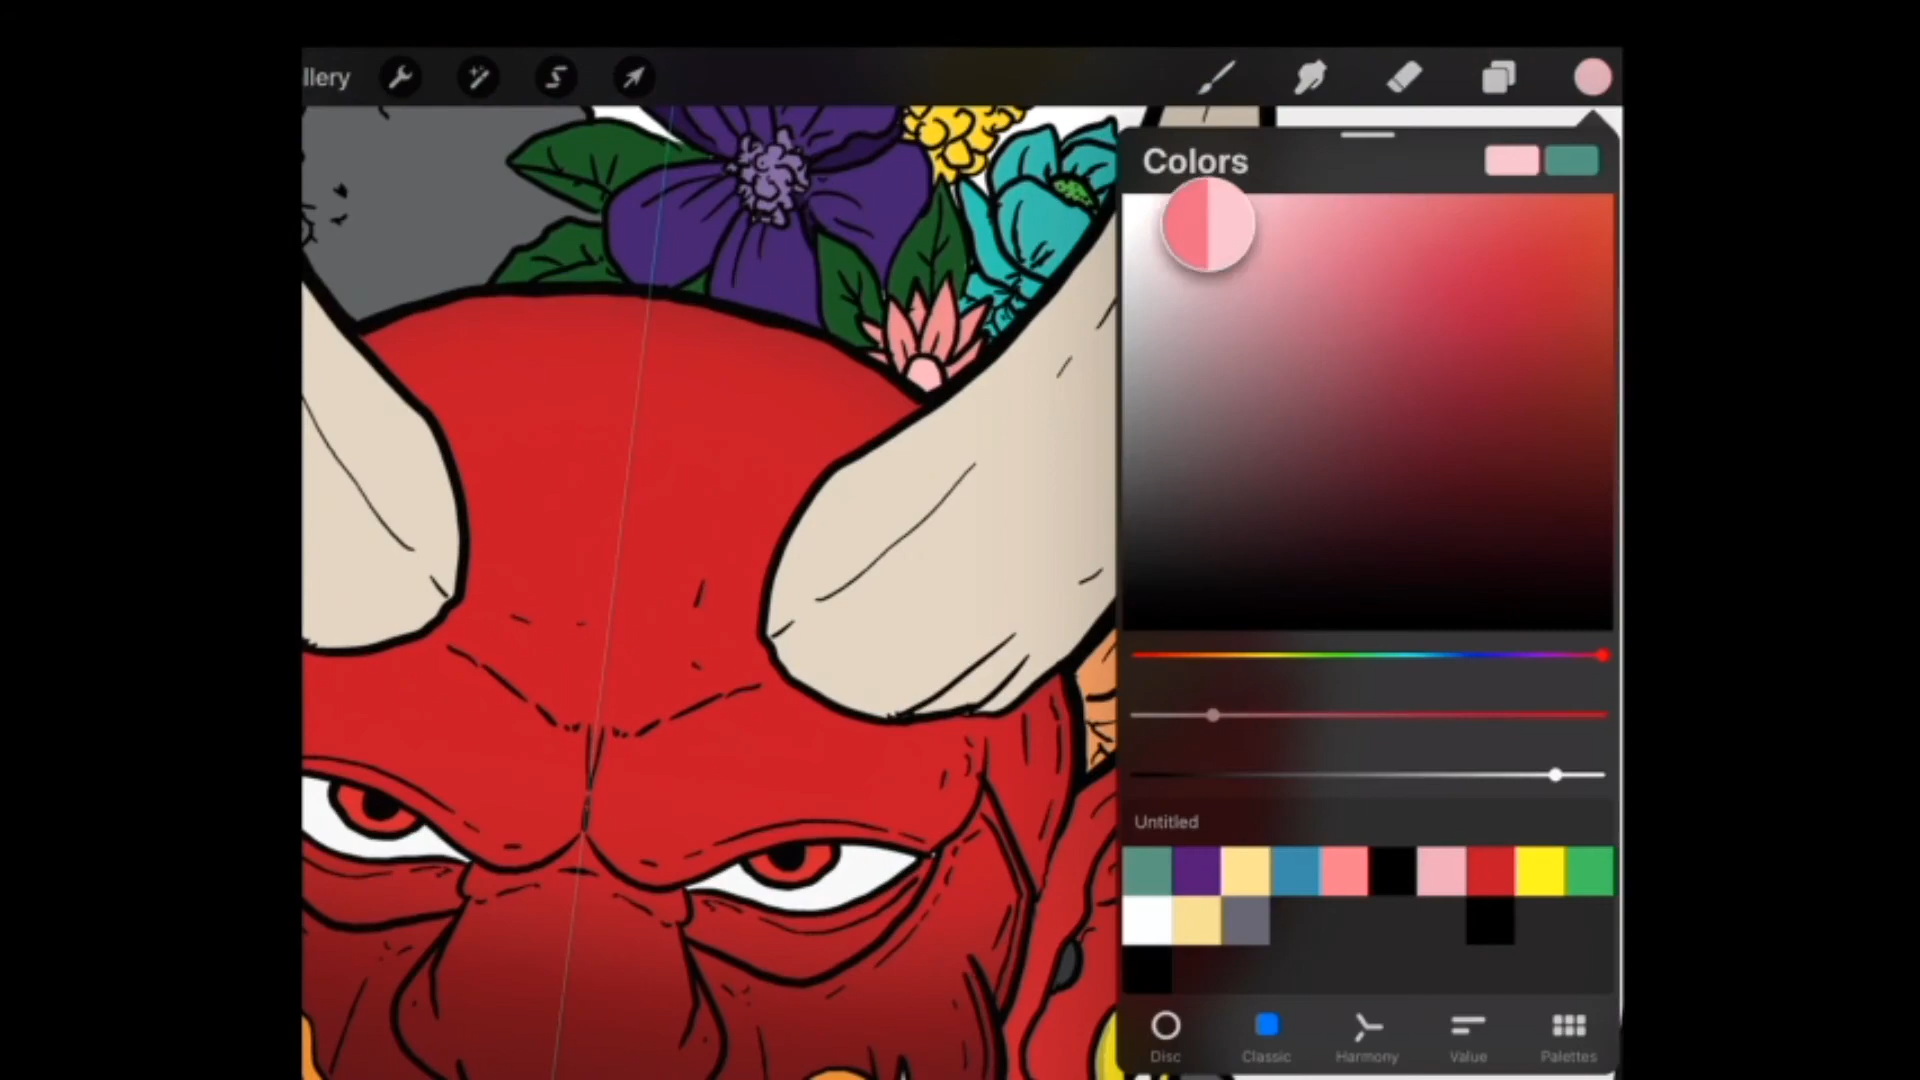 llery
Colors
Untitled
Disc
Classic
Harmony
Value
Palettes